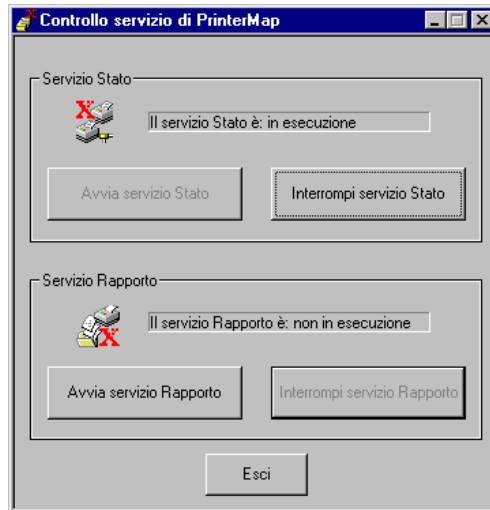 Controllo servizio di PrinterMap
Servizio Stato
Il servizio Stato è: in esecuzione
Avvia servizio Stato
Interrompi servizio Stato
Servizio Rapporto
Il servizio Rapporto è: non in esecuzione
Avvia servizio Rapporto
Interrompi servizio Rapporto
Esci